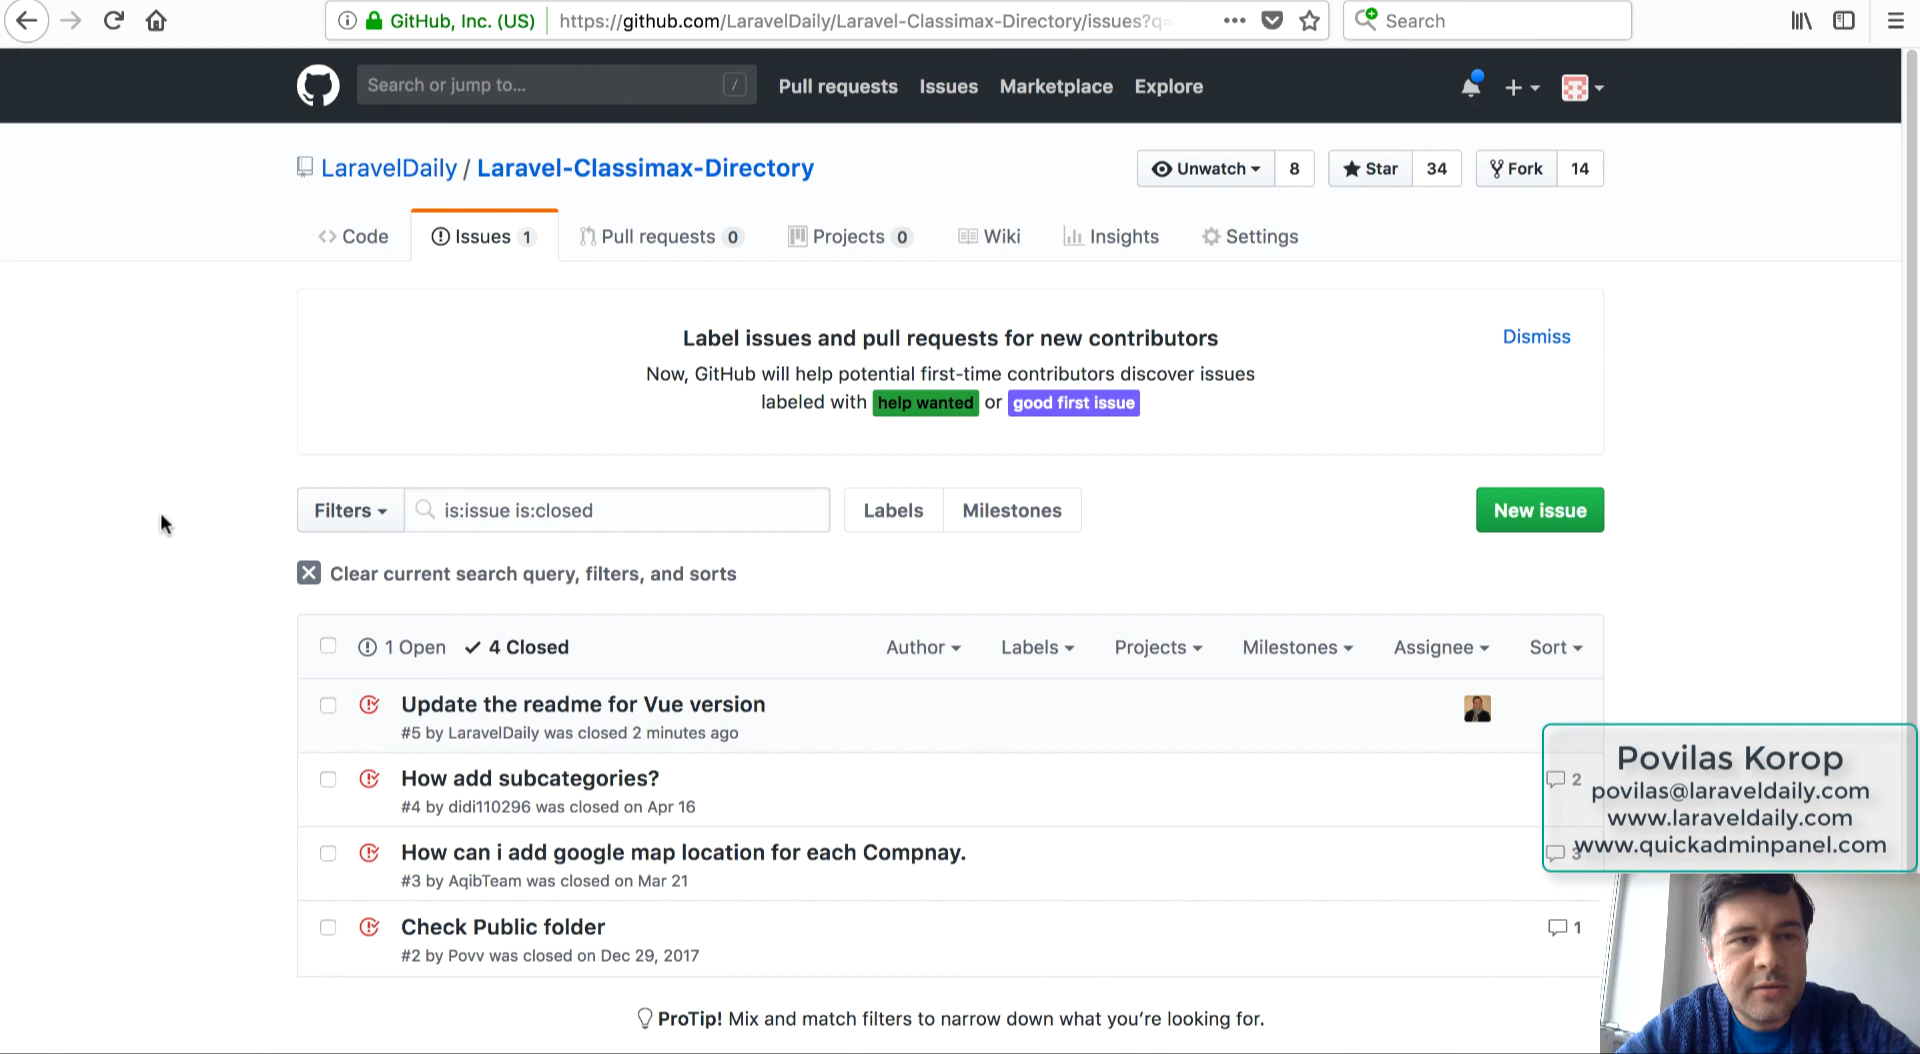 GitHub, Inc. (US) https://github.com/LaravelDaily/Laravel-Classimax-Directory/issues?q= ••• Search
Search or jump to... / Pull requests Issues Marketplace Explore
LaravelDaily / Laravel-Classimax-Directory Unwatch 8 Star 34 Fork 14
Code Issues 1 Pull requests 0 Projects 0 Wiki Insights Settings
Label issues and pull requests for new contributors Dismiss
Now, GitHub will help potential first-time contributors discover issues
labeled with help wanted or good first issue
Filters is:issue is:closed Labels Milestones New issue
Clear current search query, filters, and sorts
1 Open 4 Closed Author Labels Projects Milestones Assignee Sort
Update the readme for Vue version
#5 by LaravelDaily was closed 2 minutes ago
How add subcategories? 2
#4 by didi110296 was closed on Apr 16
How can i add google map location for each Compnay. 3
#3 by AqibTeam was closed on Mar 21
Check Public folder 1
#2 by Povv was closed on Dec 29, 2017
ProTip! Mix and match filters to narrow down what you're looking for.
Povilas Korop
povilas@laraveldaily.com
www.laraveldaily.com
www.quickadminpanel.com